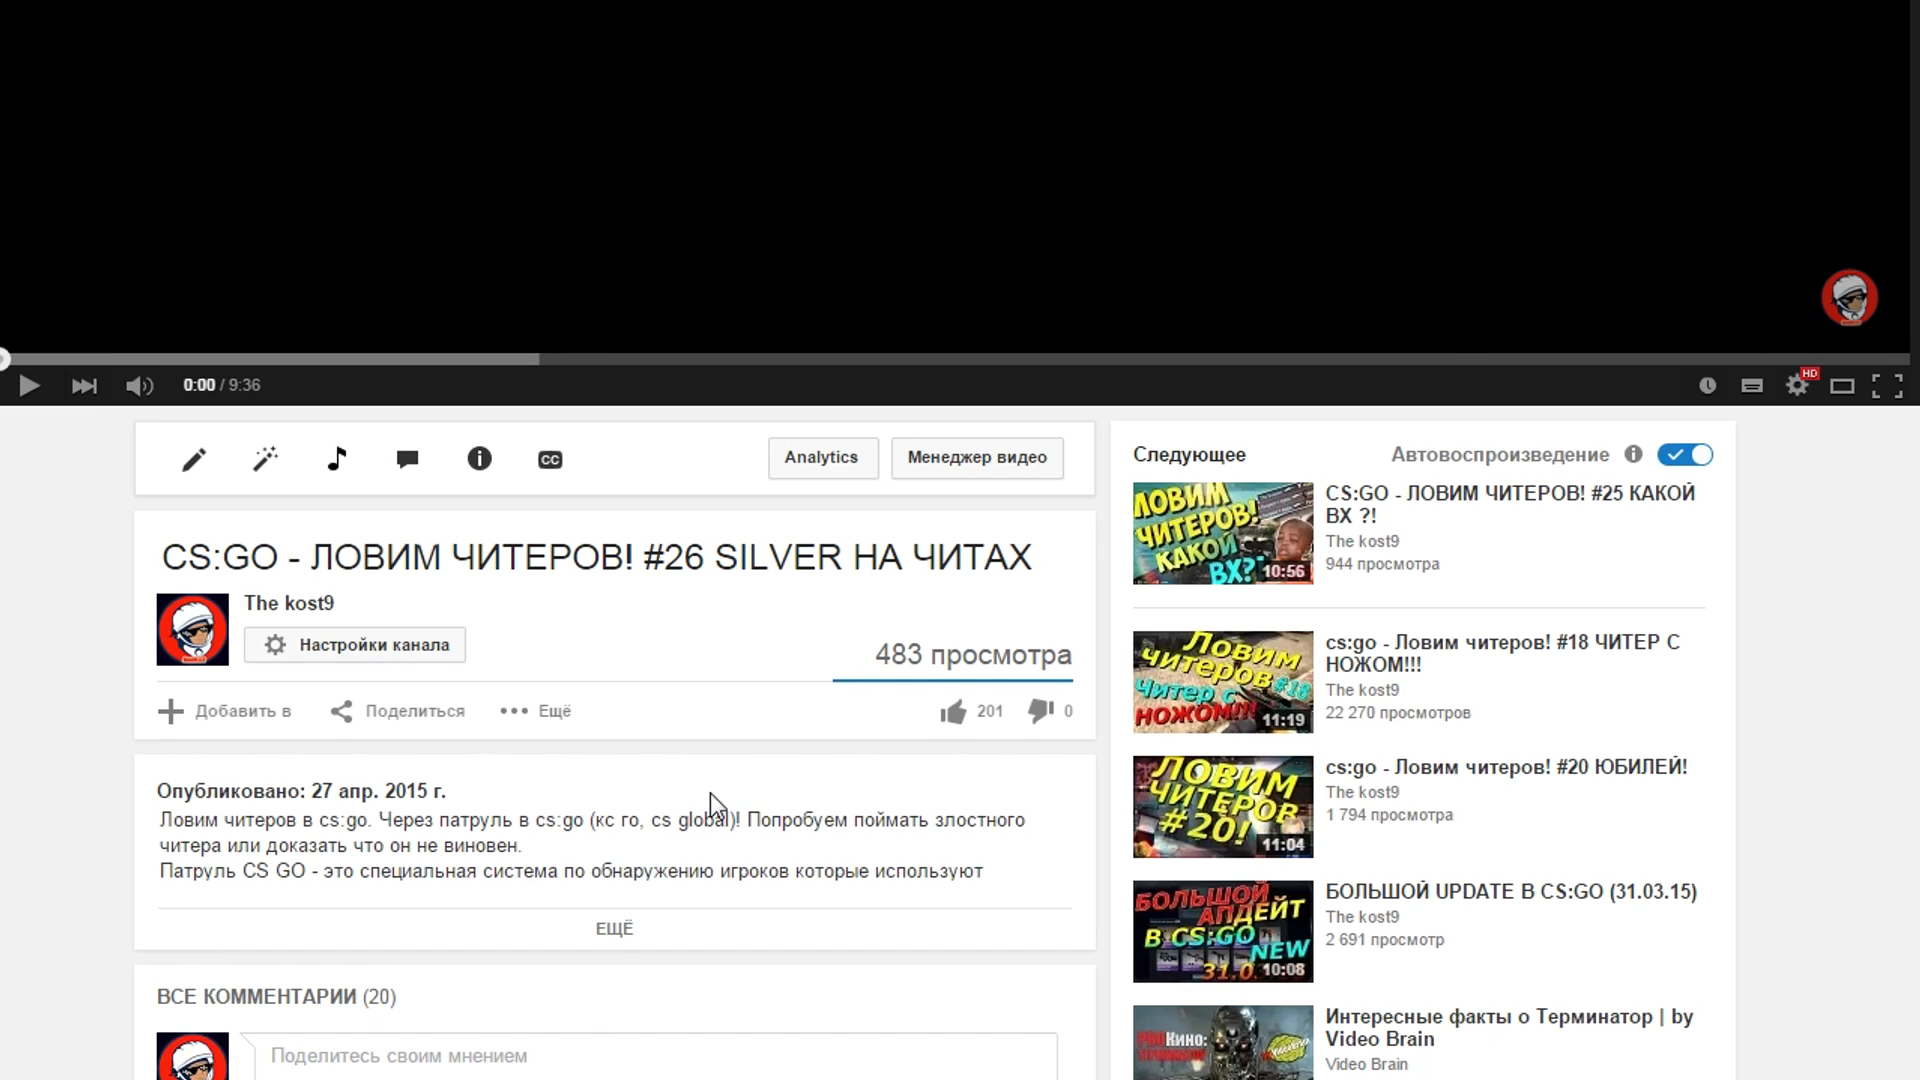 0:00 / 9:36
HD
CC
Analytics
Менеджер видео
CS:GO - ЛОВИМ ЧИТЕРОВ! #26 SILVER НА ЧИТАХ
The kost9
Настройки канала
483 просмотра
Добавить в
Поделиться
Ещё
201
0
Опубликовано: 27 апр. 2015 г.
Ловим читеров в cs:go. Через патруль в cs:go (кс го, cs global)! Попробуем поймать злостного
читера или доказать что он не виновен.
Патруль CS GO - это специальная система по обнаружению игроков которые используют
ЕЩЁ
ВСЕ КОММЕНТАРИИ (20)
Поделитесь своим мнением
Следующее
Автовоспроизведение
ЛОВИМ
ЧИТЕРОВ!
КАКОЙ
ВХ?
10:56
CS:GO - ЛОВИМ ЧИТЕРОВ! #25 КАКОЙ
ВХ ?!
The kost9
944 просмотра
Ловим
читеров #18
Читер с
НОЖОМ!!!
11:19
cs:go - Ловим читеров! #18 ЧИТЕР С
НОЖОМ!!!
The kost9
22 270 просмотров
ЛОВИМ
ЧИТЕРОВ
#20!
11:04
cs:go - Ловим читеров! #20 ЮБИЛЕЙ!
The kost9
1 794 просмотра
БОЛЬШОЙ
АПДЕЙТ
В CS:GO
NEW
31.0
10:08
БОЛЬШОЙ UPDATE В CS:GO (31.03.15)
The kost9
2 691 просмотр
PROКино:
Интересные факты о Терминатор | by
Video Brain
Video Brain